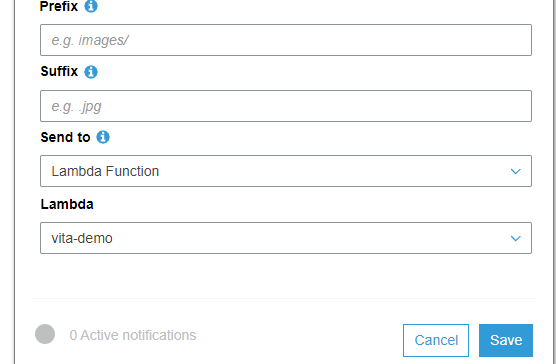 Prefix
e.g. images/
Suffix
e.g. .jpg
Send to
Lambda Function
Lambda
vita-demo
0 Active notifications
Cancel
Save